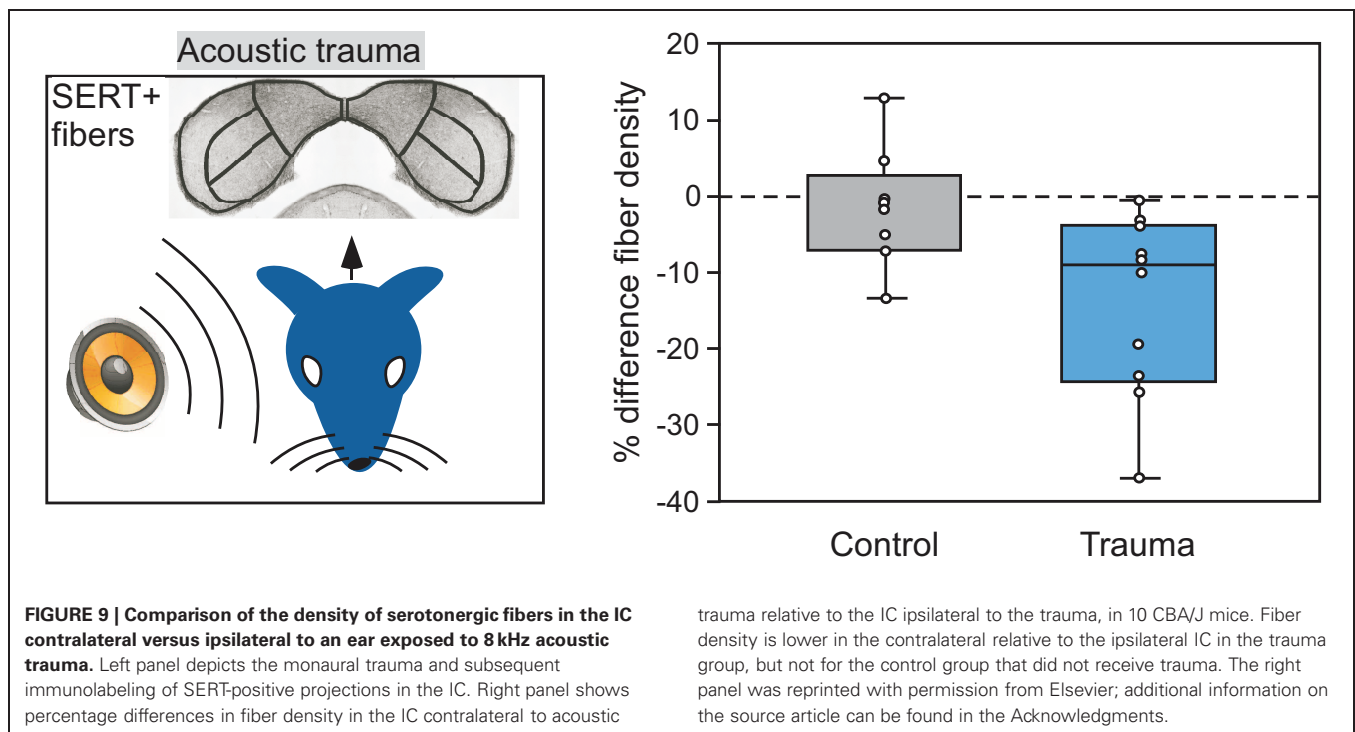 Acoustic trauma
SERT+
fibers
% difference fiber density
20
10
0
-10
-20
-30
-40
Control
Trauma
FIGURE 9 | Comparison of the density of serotonergic fibers in the IC
contralateral versus ipsilateral to an ear exposed to 8 kHz acoustic
trauma. Left panel depicts the monaural trauma and subsequent
immunolabeling of SERT-positive projections in the IC. Right panel shows
percentage differences in fiber density in the IC contralateral to acoustic
trauma relative to the IC ipsilateral to the trauma, in 10 CBA/J mice. Fiber
density is lower in the contralateral relative to the ipsilateral IC in the trauma
group, but not for the control group that did not receive trauma. The right
panel was reprinted with permission from Elsevier; additional information on
the source article can be found in the Acknowledgments.